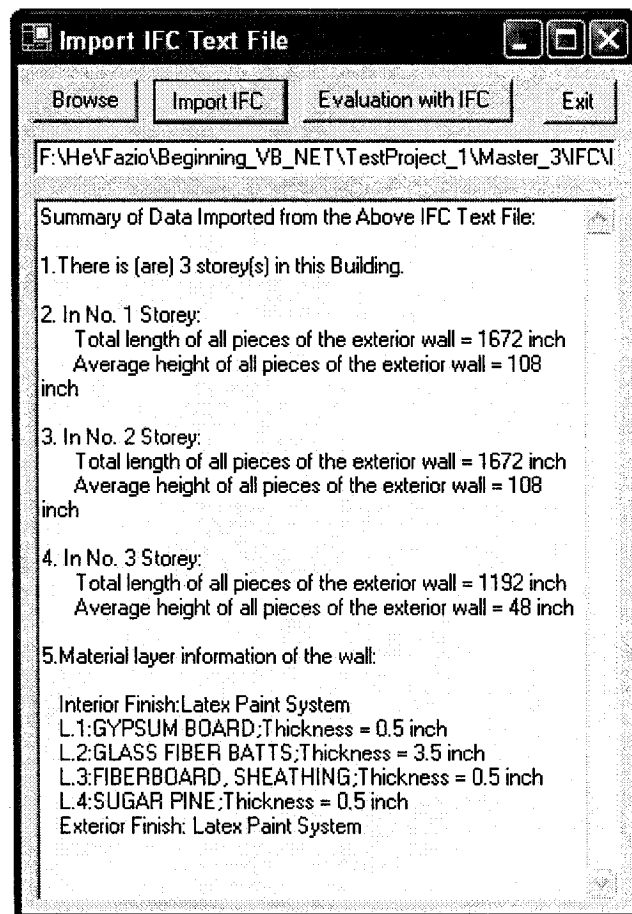 Import IFC Text File
Browse Import IFC Evaluation with IFC Exit
F:\He\Fazio\Beginning_VB_NET\TestProject_1\Master_3\IFC\I
Summary of Data Imported from the Above IFC Text File:
1.There is (are) 3 storey(s) in this Building.
2. In No. 1 Storey:
Total length of all pieces of the exterior wall = 1672 inch
Average height of all pieces of the exterior wall = 108
inch
3. In No. 2 Storey:
Total length of all pieces of the exterior wall = 1672 inch
Average height of all pieces of the exterior wall = 108
inch
4. In No. 3 Storey:
Total length of all pieces of the exterior wall = 1192 inch
Average height of all pieces of the exterior wall = 48 inch
5.Material layer information of the wall:
Interior Finish:Latex Paint System
L.1:GYPSUM BOARD;Thickness = 0.5 inch
L.2:GLASS FIBER BATTS;Thickness = 3.5 inch
L.3:FIBERBOARD, SHEATHING;Thickness = 0.5 inch
L.4:SUGAR PINE;Thickness = 0.5 inch
Exterior Finish: Latex Paint System